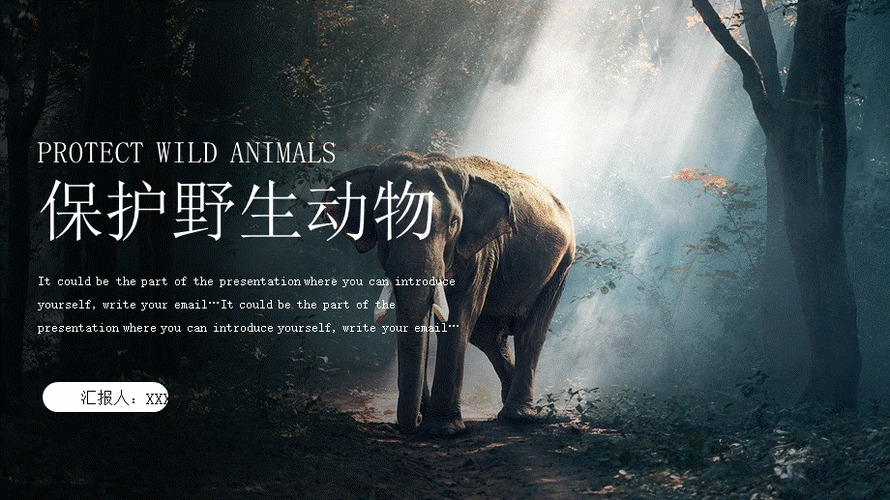 PROTECT WILD ANIMALS
保护野生动物
It could be the part of the presentation where you can introduce
yourself, write your email…It could be the part of the
presentation where you can introduce yourself, write your email…
汇报人：XXX